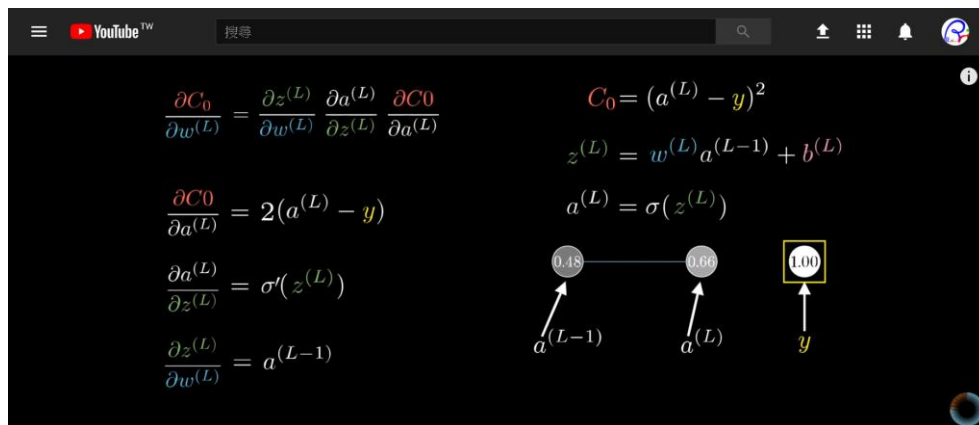 YouTube TW 搜尋
∂C₀/∂w^(L) = ∂z^(L)/∂w^(L) ∂a^(L)/∂z^(L) ∂C0/∂a^(L)
C₀ = (a^(L) − y)²
z^(L) = w^(L)a^(L−1) + b^(L)
∂C0/∂a^(L) = 2(a^(L) − y)
a^(L) = σ(z^(L))
∂a^(L)/∂z^(L) = σ′(z^(L))
0.48 0.66 1.00
a^(L−1) a^(L) y
∂z^(L)/∂w^(L) = a^(L−1)